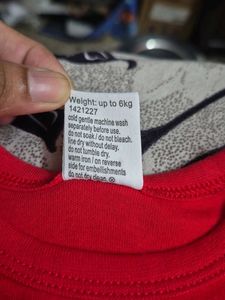 Weight: up to 6kg
1421227
cold gentle machine wash
separately before use.
do not soak / do not bleach.
line dry without delay.
do not tumble dry.
warm iron / on reverse
side for embellishments
do not dry clean.